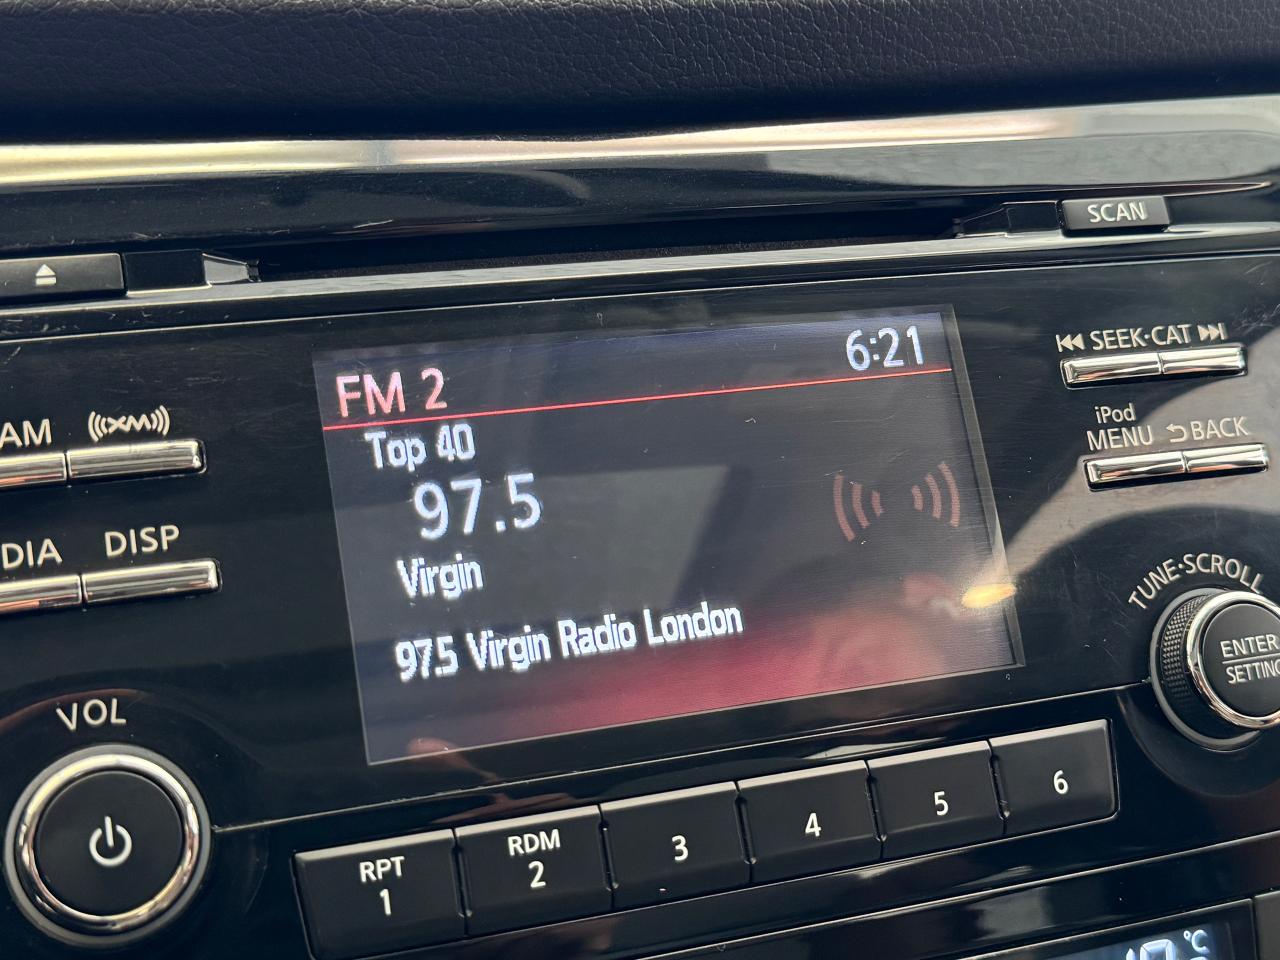 SCAN
FM 2
6:21
SEEK·CAT
AM
XM
Top 40
iPod
MENU
BACK
97.5
DISP
DIA
Virgin
TUNE·SCROLL
97.5 Virgin Radio London
ENTER
SETTING
VOL
RPT
1
RDM
2
3
4
5
6
°C